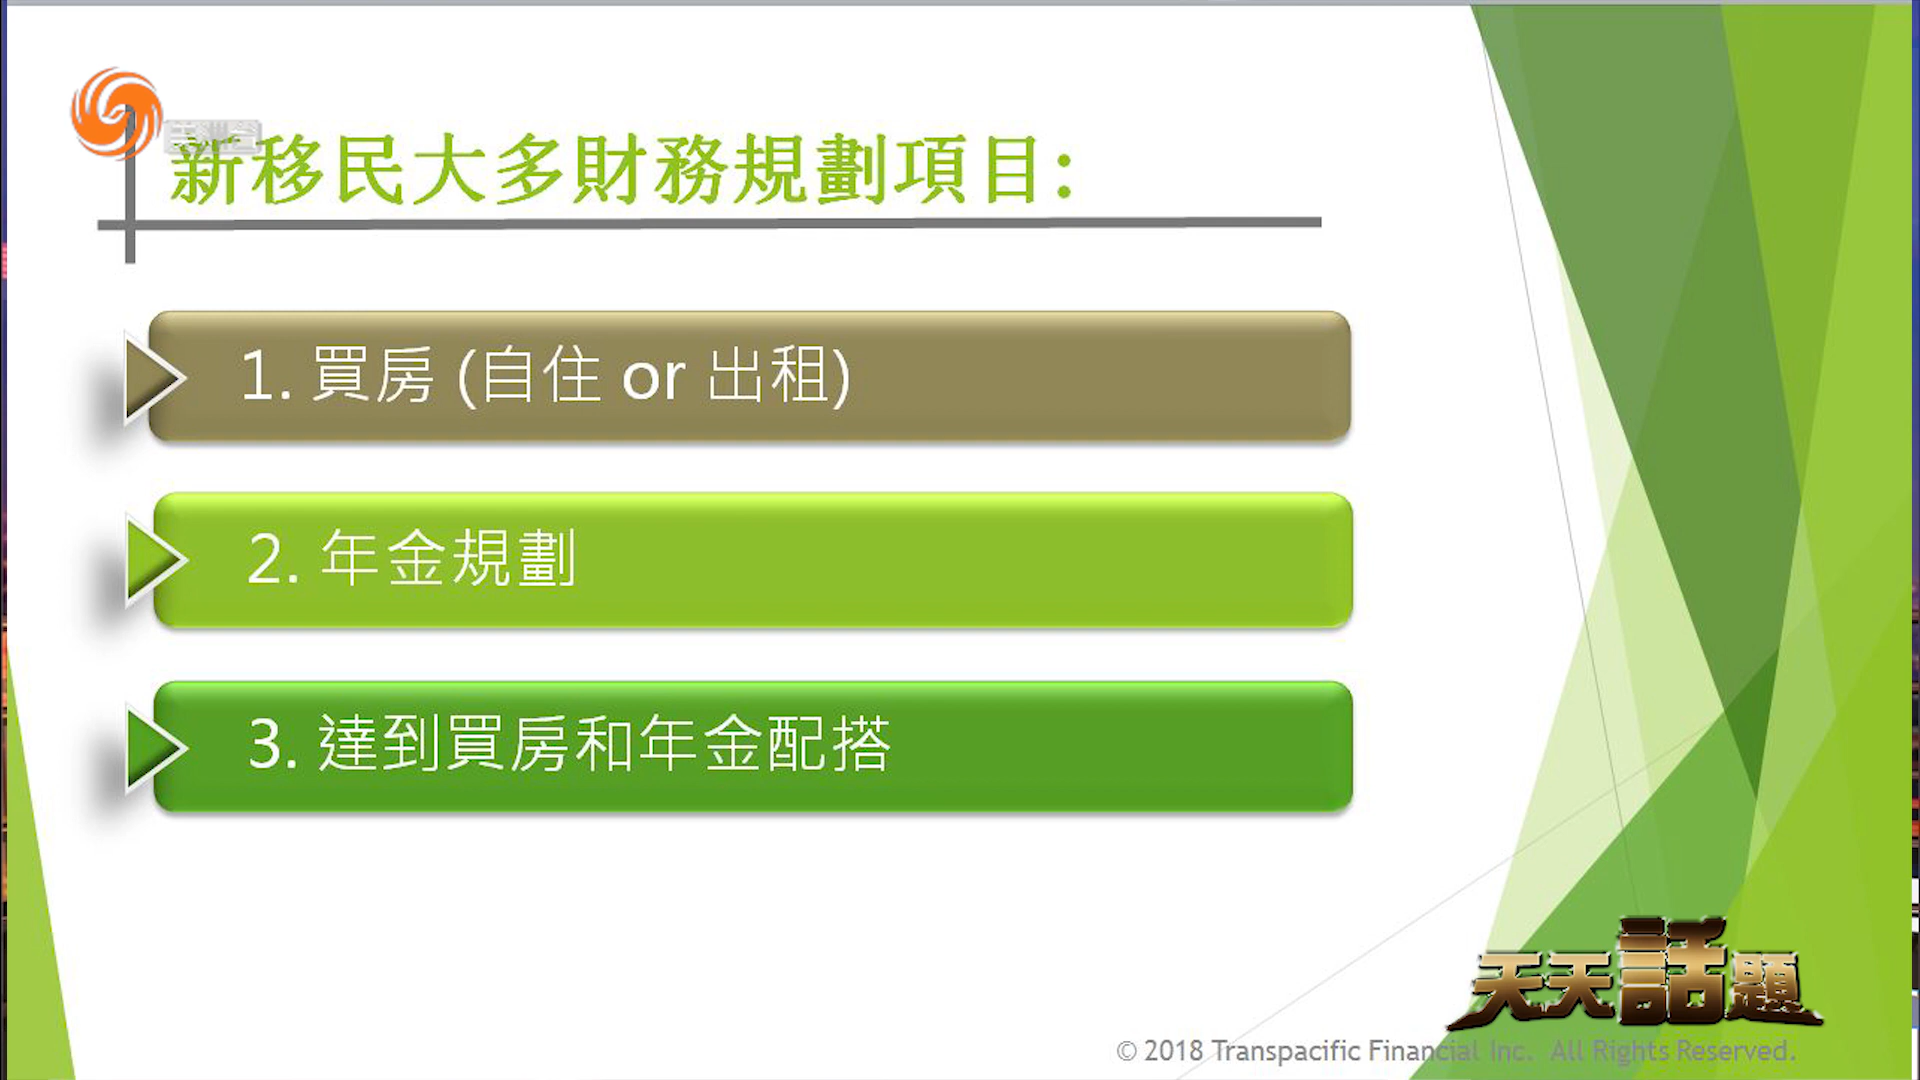 新移民大多財務規劃項目:
1. 買房 (自住 or 出租)
2. 年金規劃
3. 達到買房和年金配搭
天天話題
© 2018 Transpacific Financial Inc. All Rights Reserved.